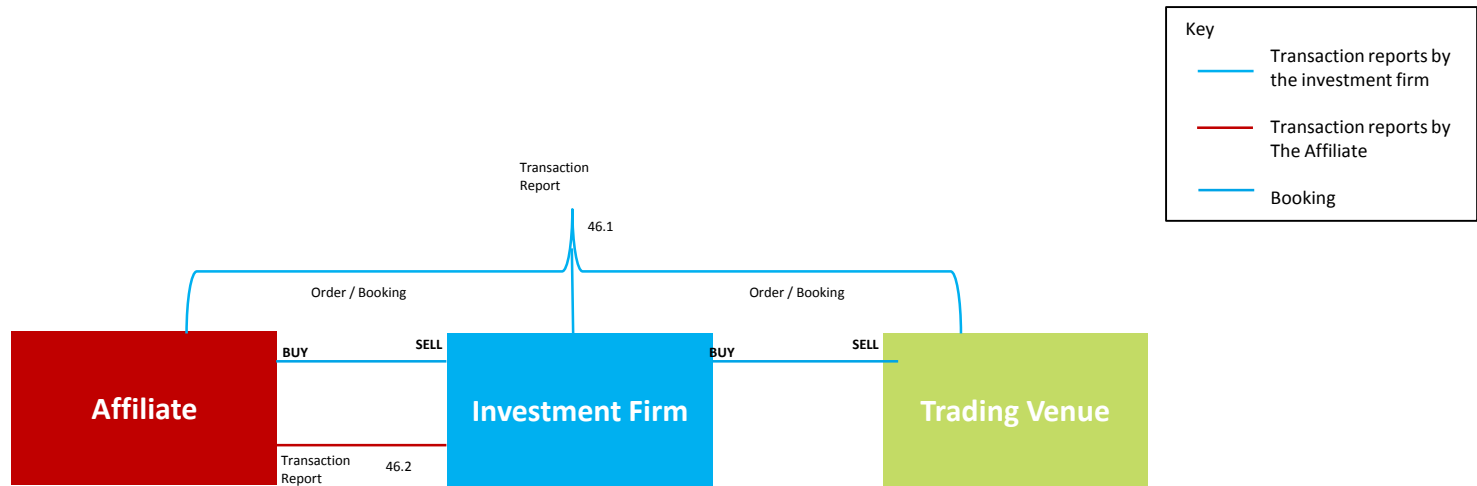 Key
Transaction reports by
the investment firm
Transaction reports by
The Affiliate
Booking
Transaction
Report
46.1
Order / Booking
Order / Booking
BUY
SELL
BUY
SELL
Affiliate
Investment Firm
Trading Venue
Transaction
Report
46.2